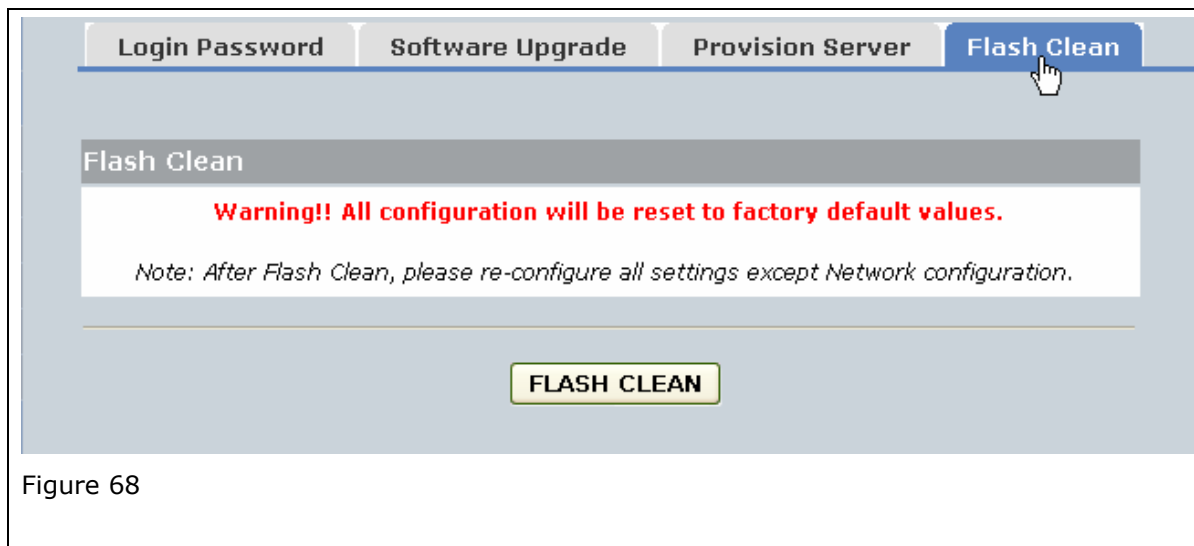 Login Password Software Upgrade Provision Server Flash Clean
Flash Clean
Warning!! All configuration will be reset to factory default values.
Note: After Flash Clean, please re-configure all settings except Network configuration.
FLASH CLEAN
Figure 68